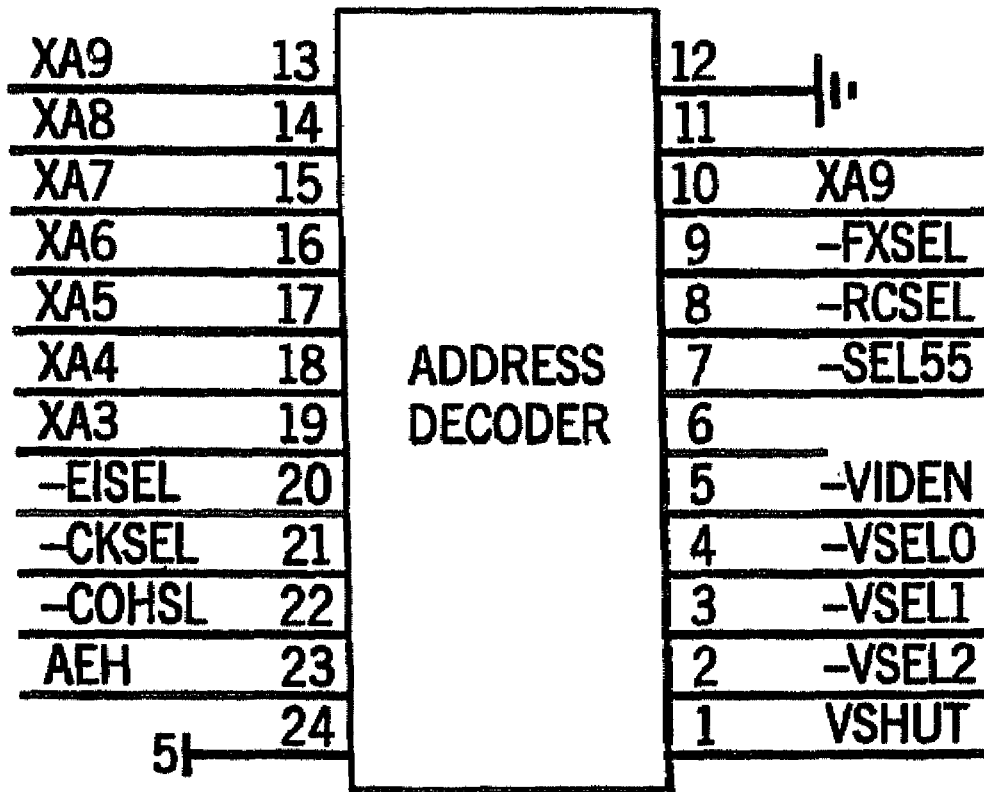 XA9 13 12
XA8 14 11
XA7 15 10 XA9
XA6 16 9 -FXSEL
XA5 17 8 -RCSEL
XA4 18 ADDRESS 7 -SEL55
XA3 19 DECODER 6
-EISEL 20 5 -VIDEN
-CKSEL 21 4 -VSEL0
-COHSL 22 3 -VSEL1
AEH 23 2 -VSEL2
24 1 VSHUT
5